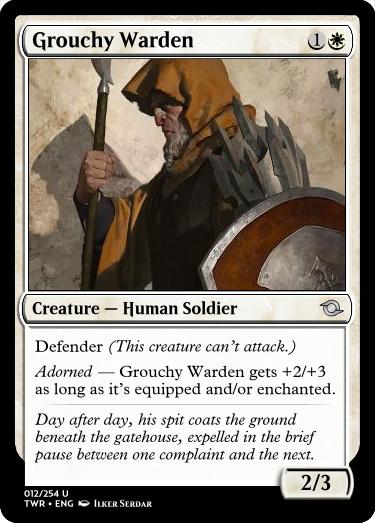 Grouchy Warden 1
Creature — Human Soldier
Defender (This creature can't attack.)
Adorned — Grouchy Warden gets +2/+3
as long as it's equipped and/or enchanted.
Day after day, his spit coats the ground
beneath the gatehouse, expelled in the brief
pause between one complaint and the next.
2/3
012/254 U
TWR • ENG Ilker Serdar